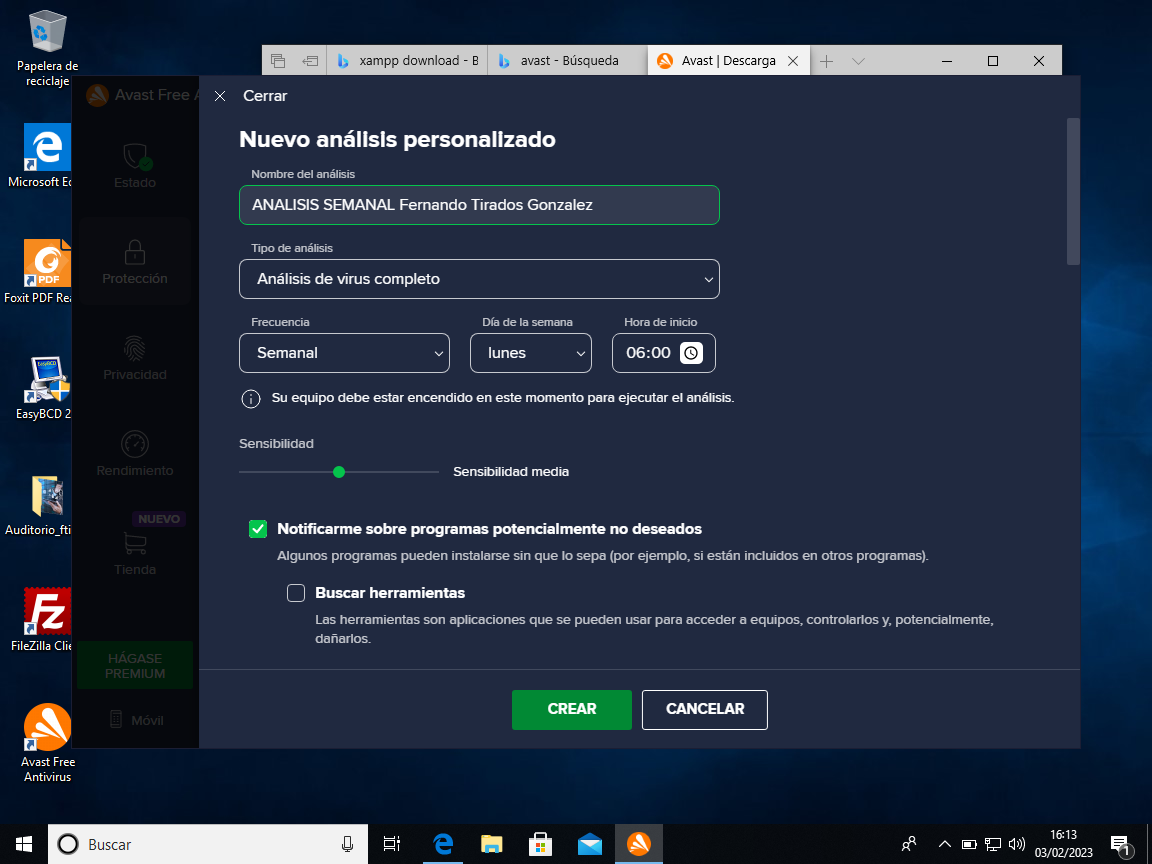 Papelera de
reciclaje
xampp download - B
avast - Búsqueda
Avast | Descarga
Avast Free A
Cerrar
Nuevo análisis personalizado
Nombre del análisis
ANALISIS SEMANAL Fernando Tirados Gonzalez
Tipo de análisis
Análisis de virus completo
Frecuencia
Día de la semana
Hora de inicio
Semanal
lunes
06:00
Su equipo debe estar encendido en este momento para ejecutar el análisis.
Sensibilidad
Sensibilidad media
Notificarme sobre programas potencialmente no deseados
Algunos programas pueden instalarse sin que lo sepa (por ejemplo, si están incluidos en otros programas).
Buscar herramientas
Las herramientas son aplicaciones que se pueden usar para acceder a equipos, controlarlos y, potencialmente,
dañarlos.
CREAR
CANCELAR
Estado
Protección
Privacidad
Rendimiento
NUEVO
Tienda
HÁGASE
PREMIUM
Móvil
Microsoft Ed
PDF
Foxit PDF Rea
EasyBCD
EasyBCD 2
Auditorio_fti
FileZilla Clie
Avast Free
Antivirus
Buscar
16:13
03/02/2023
1